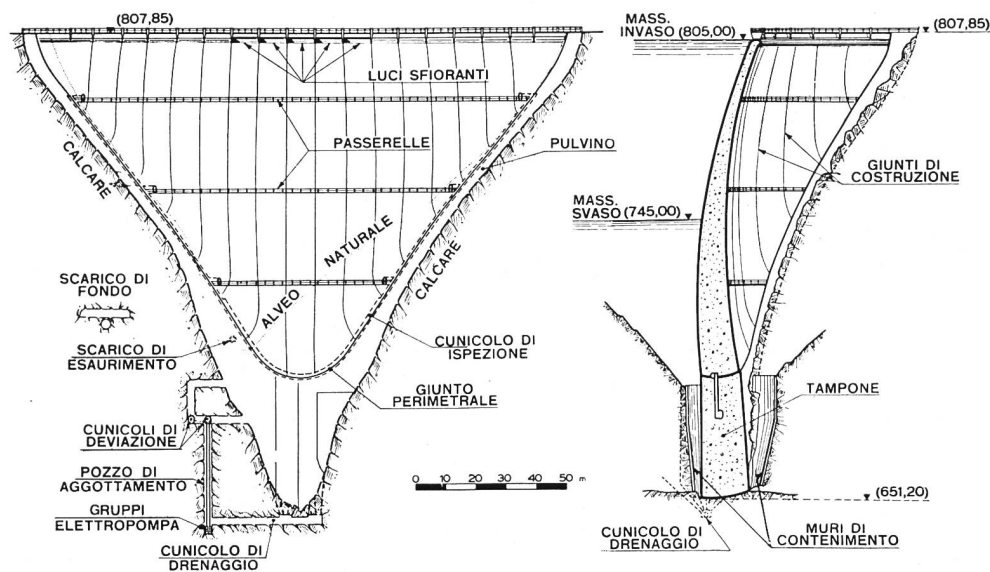 (807,85)
LUCI SFIORANTI
PASSERELLE
PULVINO
CALCARE
NATURALE
ALVEO
CALCARE
SCARICO DI
FONDO
SCARICO DI
ESAURIMENTO
CUNICOLO DI
ISPEZIONE
GIUNTO
PERIMETRALE
CUNICOLI DI
DEVIAZIONE
POZZO DI
AGGOTTAMENTO
GRUPPI
ELETTROPOMPA
CUNICOLO DI
DRENAGGIO
0 10 20 30 40 50 m
MASS.
INVASO (805,00)
(807,85)
GIUNTI DI
COSTRUZIONE
MASS.
SVASO (745,00)
TAMPONE
(651,20)
CUNICOLO DI
DRENAGGIO
MURI DI
CONTENIMENTO